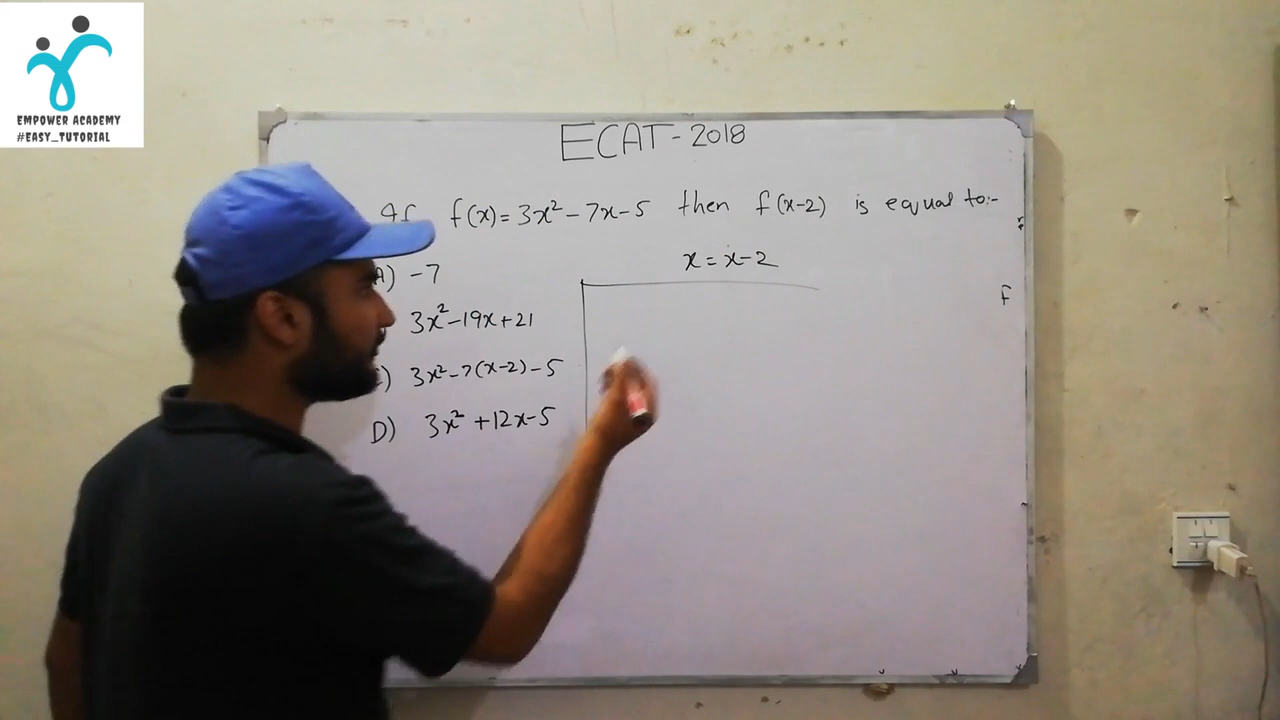 EMPOWER ACADEMY
#EASY_TUTORIAL
ECAT-2018
If f(x)=3x²-7x-5 then f(x-2) is equal to:-
x=x-2
A) -7
3x²-19x+21
) 3x²-7(x-2)-5
D) 3x²+12x-5
F